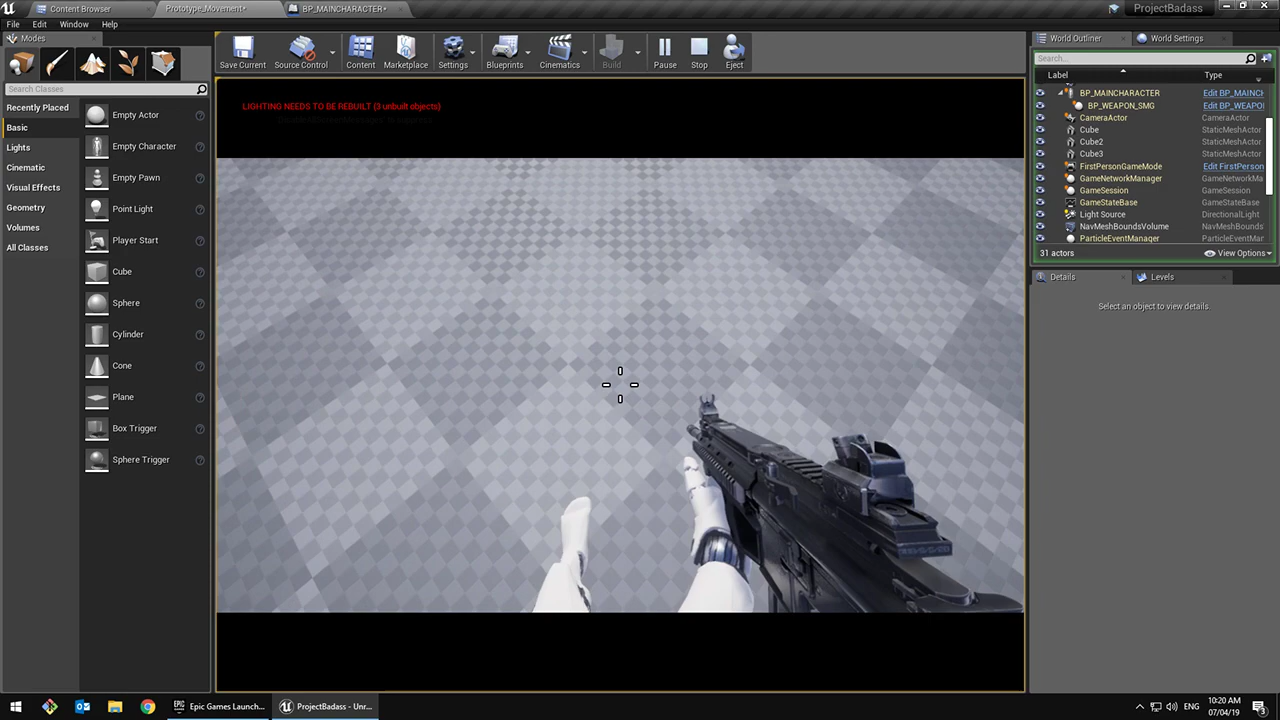 Content Browser
Prototype_Movement*
BP_MAINCHARACTER*
ProjectBadass
File Edit Window Help
Modes
Search Classes
Recently Placed
Basic
Lights
Cinematic
Visual Effects
Geometry
Volumes
All Classes
Empty Actor
Empty Character
Empty Pawn
Point Light
Player Start
Cube
Sphere
Cylinder
Cone
Plane
Box Trigger
Sphere Trigger
Save Current
Source Control
Content
Marketplace
Settings
Blueprints
Cinematics
Build
Pause
Stop
Eject
LIGHTING NEEDS TO BE REBUILT (3 unbuilt objects)
World Outliner
World Settings
Search...
Label Type
BP_MAINCHARACTER Edit BP_MAINCH
BP_WEAPON_SMG Edit BP_WEAPO
CameraActor CameraActor
Cube StaticMeshActor
Cube2 StaticMeshActor
Cube3 StaticMeshActor
FirstPersonGameMode Edit FirstPerson
GameNetworkManager GameNetworkMa
GameSession GameSession
GameStateBase GameStateBase
Light Source DirectionalLight
NavMeshBoundsVolume NavMeshBounds
ParticleEventManager ParticleEventMar
31 actors
View Options
Details
Levels
Select an object to view details.
Epic Games Launch...
ProjectBadass - Unr...
ENG
10:20 AM
07/04/19
3